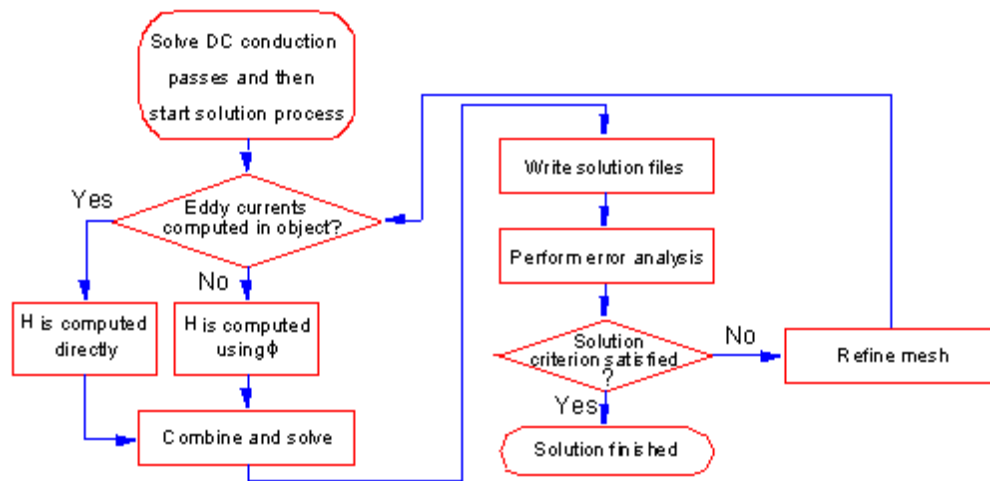 Solve DC conduction
passes and then
start solution process
Yes
Eddy currents
computed in object?
No
H is computed
directly
H is computed
using Φ
Combine and solve
Write solution files
Perform error analysis
Solution
criterion satisfied
?
No
Refine mesh
Yes
Solution finished